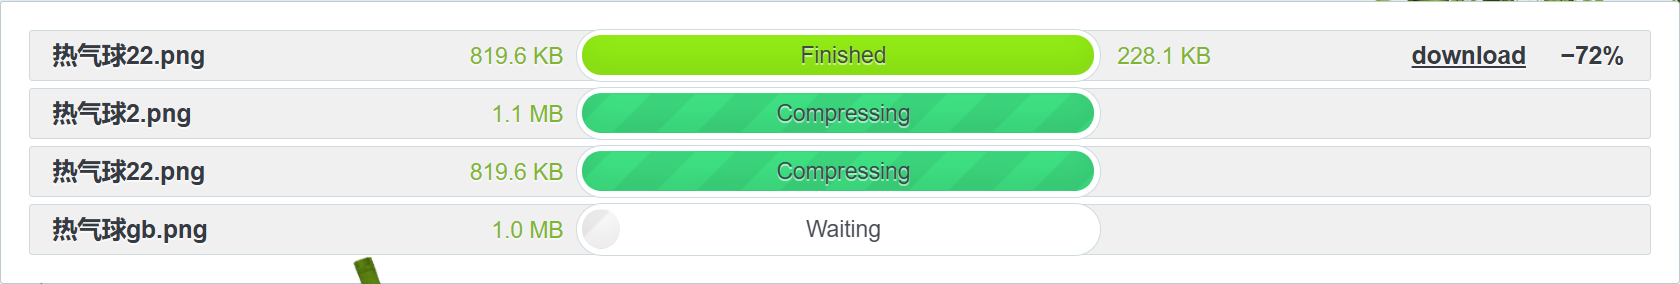 热气球22.png 819.6 KB Finished 228.1 KB download −72%
热气球2.png 1.1 MB Compressing
热气球22.png 819.6 KB Compressing
热气球gb.png 1.0 MB Waiting